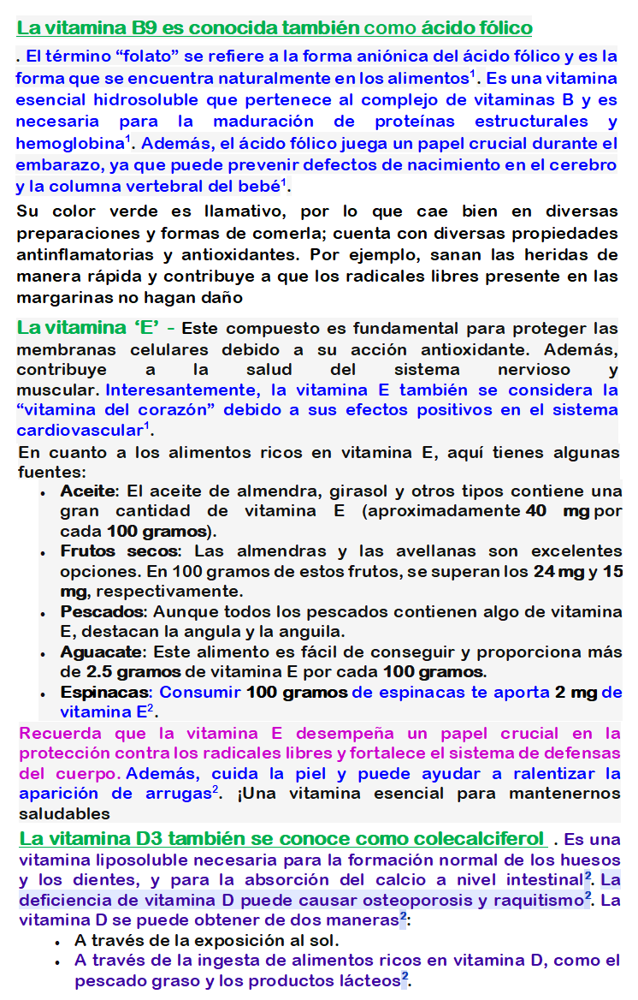 La vitamina B9 es conocida también como ácido fólico
. El término “folato” se refiere a la forma aniónica del ácido fólico y es la
forma que se encuentra naturalmente en los alimentos¹. Es una vitamina
esencial hidrosoluble que pertenece al complejo de vitaminas B y es
necesaria para la maduración de proteínas estructurales y
hemoglobina¹. Además, el ácido fólico juega un papel crucial durante el
embarazo, ya que puede prevenir defectos de nacimiento en el cerebro
y la columna vertebral del bebé¹.
Su color verde es llamativo, por lo que cae bien en diversas
preparaciones y formas de comerla; cuenta con diversas propiedades
antinflamatorias y antioxidantes. Por ejemplo, sanan las heridas de
manera rápida y contribuye a que los radicales libres presente en las
margarinas no hagan daño
La vitamina ‘E’ - Este compuesto es fundamental para proteger las
membranas celulares debido a su acción antioxidante. Además,
contribuye a la salud del sistema nervioso y
muscular. Interesantemente, la vitamina E también se considera la
“vitamina del corazón” debido a sus efectos positivos en el sistema
cardiovascular¹.
En cuanto a los alimentos ricos en vitamina E, aquí tienes algunas
fuentes:
• Aceite: El aceite de almendra, girasol y otros tipos contiene una
gran cantidad de vitamina E (aproximadamente 40 mg por
cada 100 gramos).
• Frutos secos: Las almendras y las avellanas son excelentes
opciones. En 100 gramos de estos frutos, se superan los 24 mg y 15
mg, respectivamente.
• Pescados: Aunque todos los pescados contienen algo de vitamina
E, destacan la angula y la anguila.
• Aguacate: Este alimento es fácil de conseguir y proporciona más
de 2.5 gramos de vitamina E por cada 100 gramos.
• Espinacas: Consumir 100 gramos de espinacas te aporta 2 mg de
vitamina E².
Recuerda que la vitamina E desempeña un papel crucial en la
protección contra los radicales libres y fortalece el sistema de defensas
del cuerpo. Además, cuida la piel y puede ayudar a ralentizar la
aparición de arrugas². ¡Una vitamina esencial para mantenernos
saludables
La vitamina D3 también se conoce como colecalciferol . Es una
vitamina liposoluble necesaria para la formación normal de los huesos
y los dientes, y para la absorción del calcio a nivel intestinal². La
deficiencia de vitamina D puede causar osteoporosis y raquitismo². La
vitamina D se puede obtener de dos maneras²:
• A través de la exposición al sol.
• A través de la ingesta de alimentos ricos en vitamina D, como el
pescado graso y los productos lácteos².